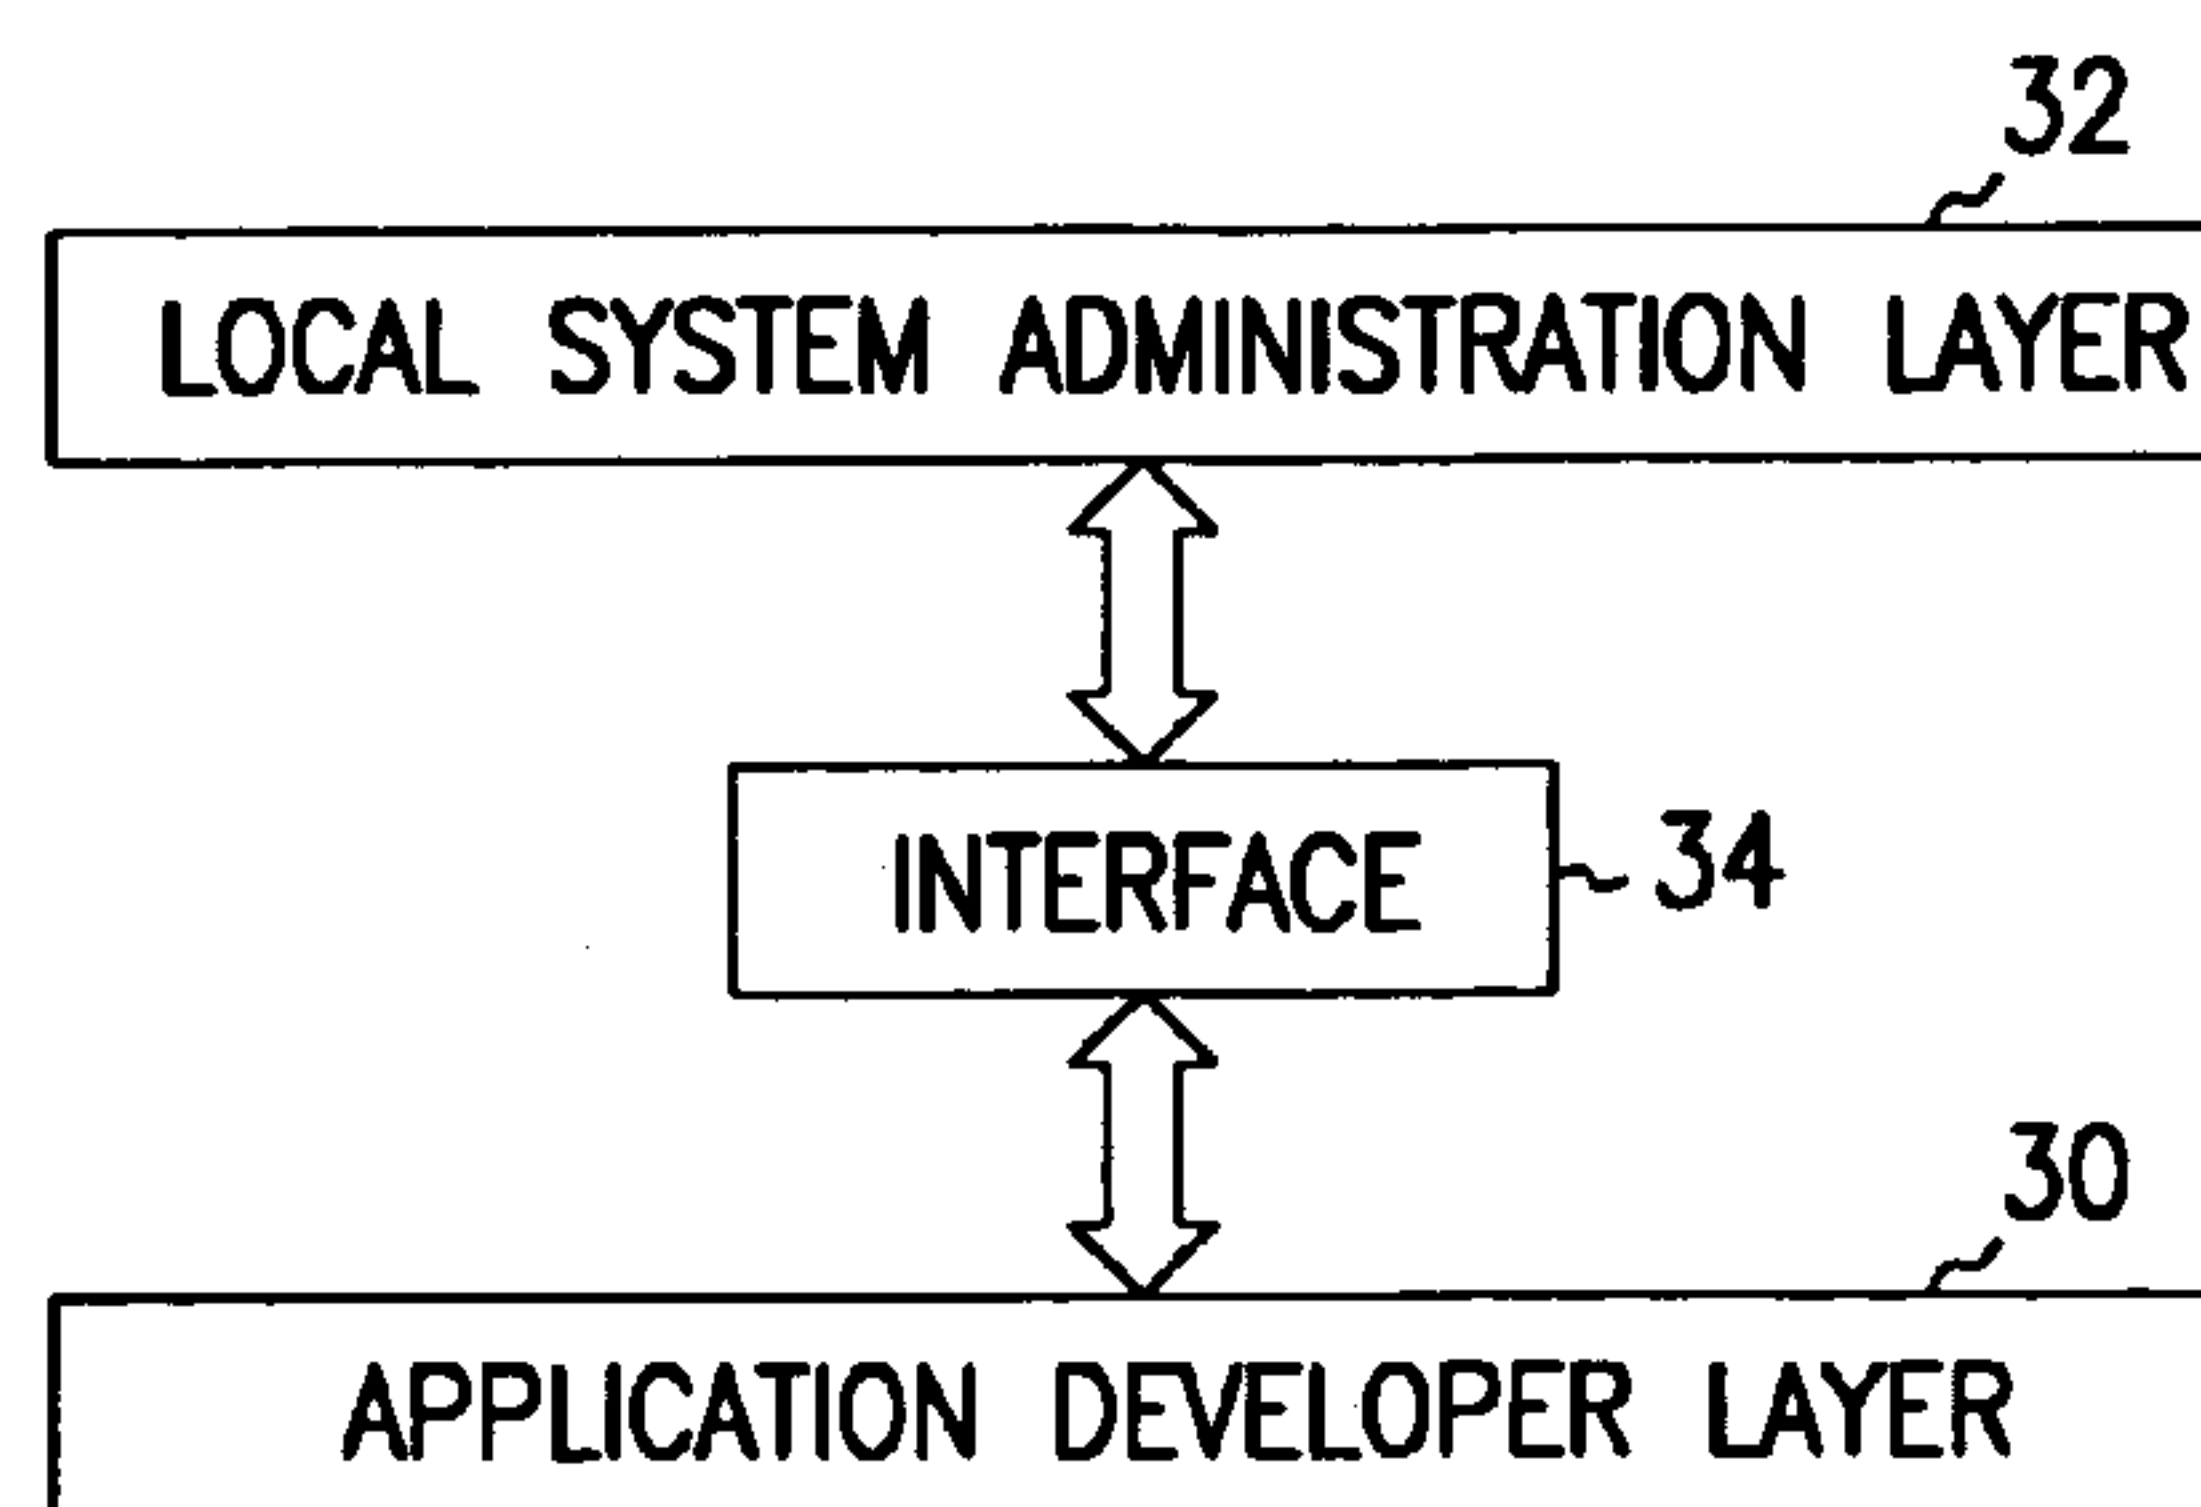 32
LOCAL SYSTEM ADMINISTRATION LAYER
INTERFACE
34
30
APPLICATION DEVELOPER LAYER